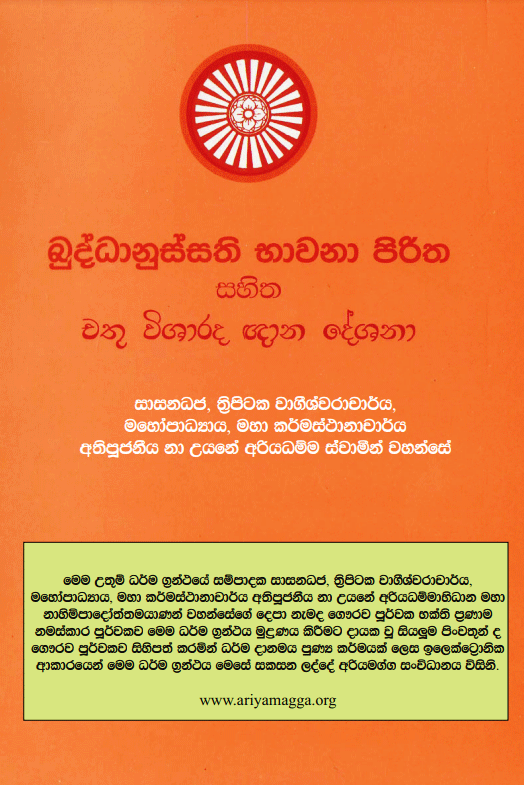 බුද්ධානුස්සති භාවනා පිරිත
සහිත
චතු විශාරද ඥාන දේශනා
සාසනධජ, ත්‍රිපිටක වාගීශ්වරාචාර්ය,
මහෝපාධ්‍යාය, මහා කර්මස්ථානාචාර්ය
අතිපූජනීය නා උයනේ අරියධම්ම ස්වාමීන් වහන්සේ
මෙම උතුම් ධර්ම ග්‍රන්ථයේ සම්පාදක සාසනධජ, ත්‍රිපිටක වාගීශ්වරාචාර්ය,
මහෝපාධ්‍යාය, මහා කර්මස්ථානාචාර්ය අතිපූජනීය නා උයනේ අරියධම්මාභිධාන මහා
නාහිමිපාදෝත්තමයාණන් වහන්සේගේ දෙපා නැමද ගෞරව පූර්වක භක්ති ප්‍රණාම
නමස්කාර පූර්වකව මෙම ධර්ම ග්‍රන්ථය මුද්‍රණය කිරීමට දායක වූ සියලුම පින්වතුන් ද
ගෞරව පූර්වකව සිහිපත් කරමින් ධර්ම දානමය පුණ්‍ය කර්මයක් ලෙස ඉලෙක්ට්‍රොනික
ආකාරයෙන් මෙම ධර්ම ග්‍රන්ථය මෙසේ සකසන ලද්දේ අරියමග්ග සංවිධානය විසිනි.
www.ariyamagga.org